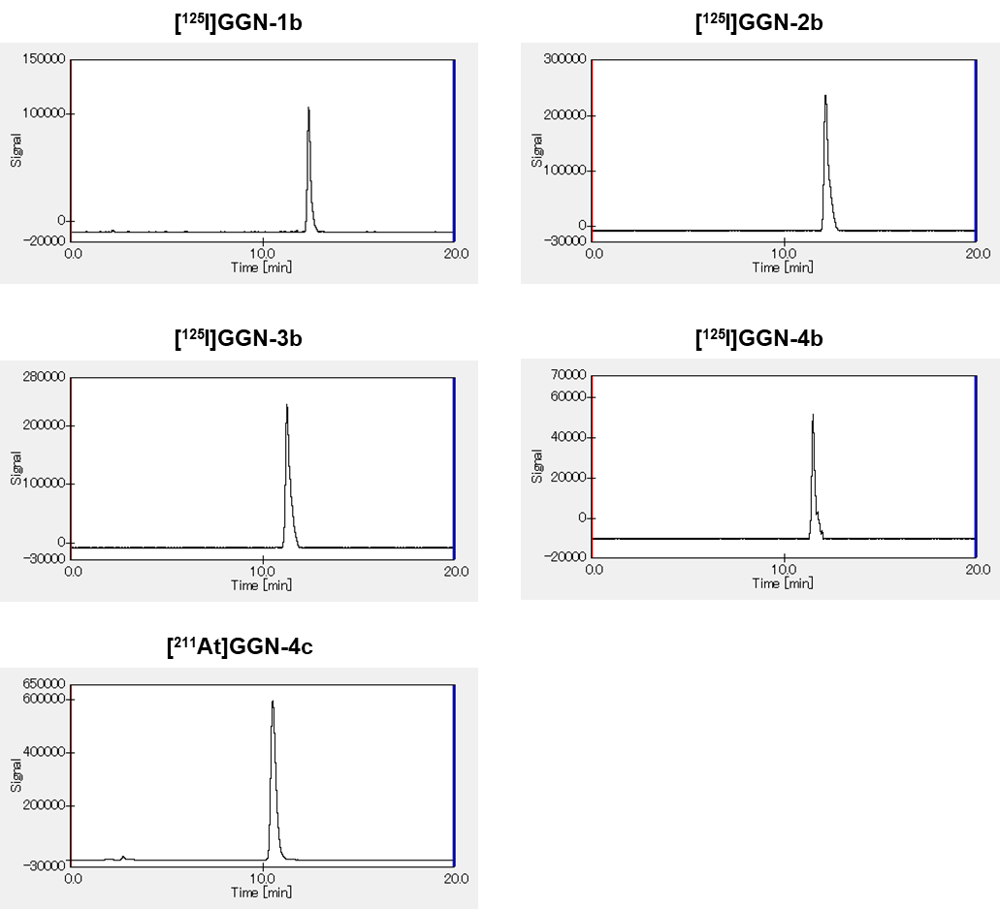 [¹²⁵I]GGN-1b
150000
100000
0
-20000
Signal
0.0 10.0 20.0
Time [min]
[¹²⁵I]GGN-2b
300000
200000
100000
0
-30000
Signal
0.0 10.0 20.0
Time [min]
[¹²⁵I]GGN-3b
280000
200000
100000
0
-30000
Signal
0.0 10.0 20.0
Time [min]
[¹²⁵I]GGN-4b
70000
60000
40000
20000
0
-20000
Signal
0.0 10.0 20.0
Time [min]
[²¹¹At]GGN-4c
650000
600000
400000
200000
-30000
Signal
0.0 10.0 20.0
Time [min]